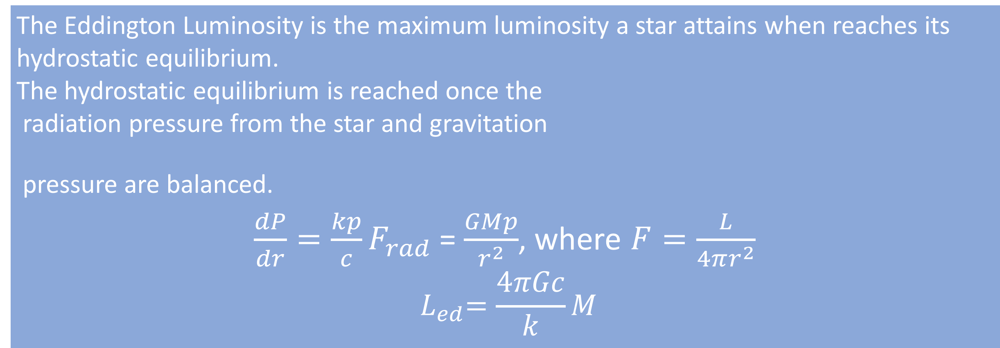 The Eddington Luminosity is the maximum luminosity a star attains when reaches its
hydrostatic equilibrium.
The hydrostatic equilibrium is reached once the
radiation pressure from the star and gravitation
pressure are balanced.
$\frac{dP}{dr} = \frac{kp}{c} F_{rad} = \frac{GMp}{r^2}$, where $F = \frac{L}{4\pi r^2}$
$L_{ed} = \frac{4\pi Gc}{k} M$